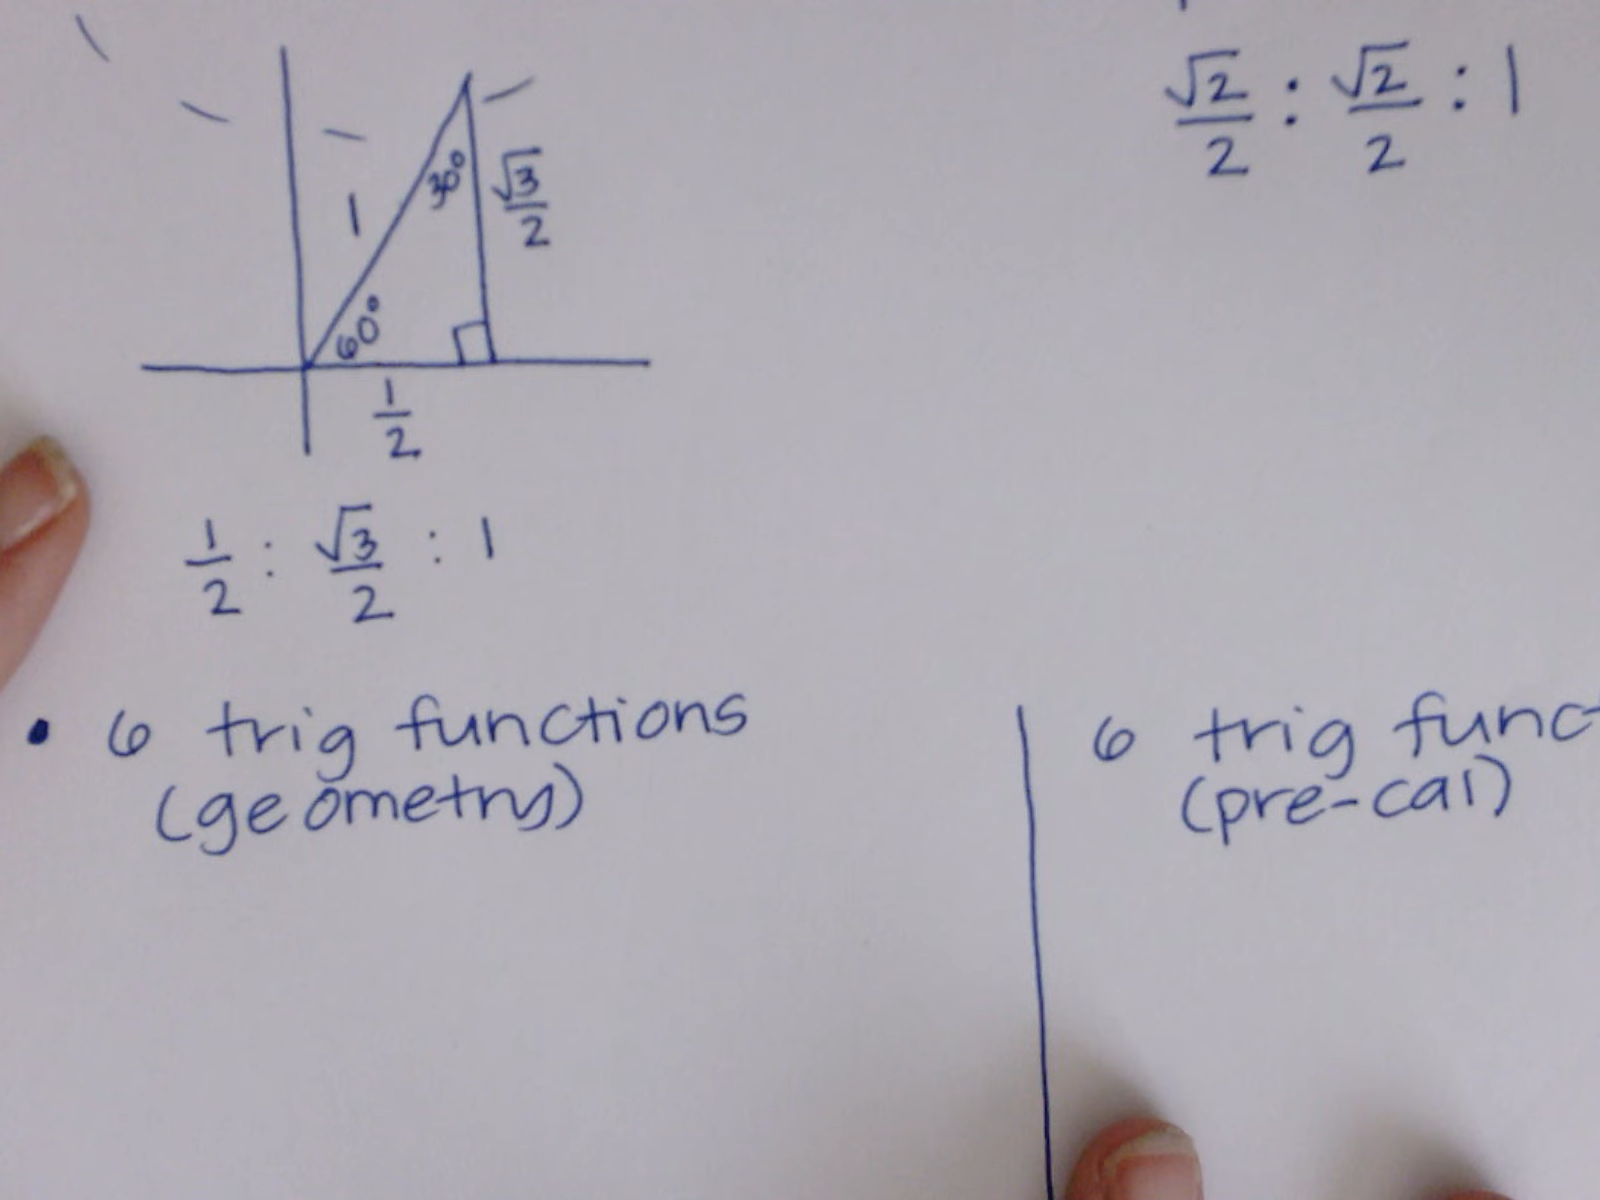 √2/2 : √2/2 : 1
30°
√3/2
1
60°
1/2
1/2 : √3/2 : 1
• 6 trig functions
(geometry)
6 trig func
(pre-cal)